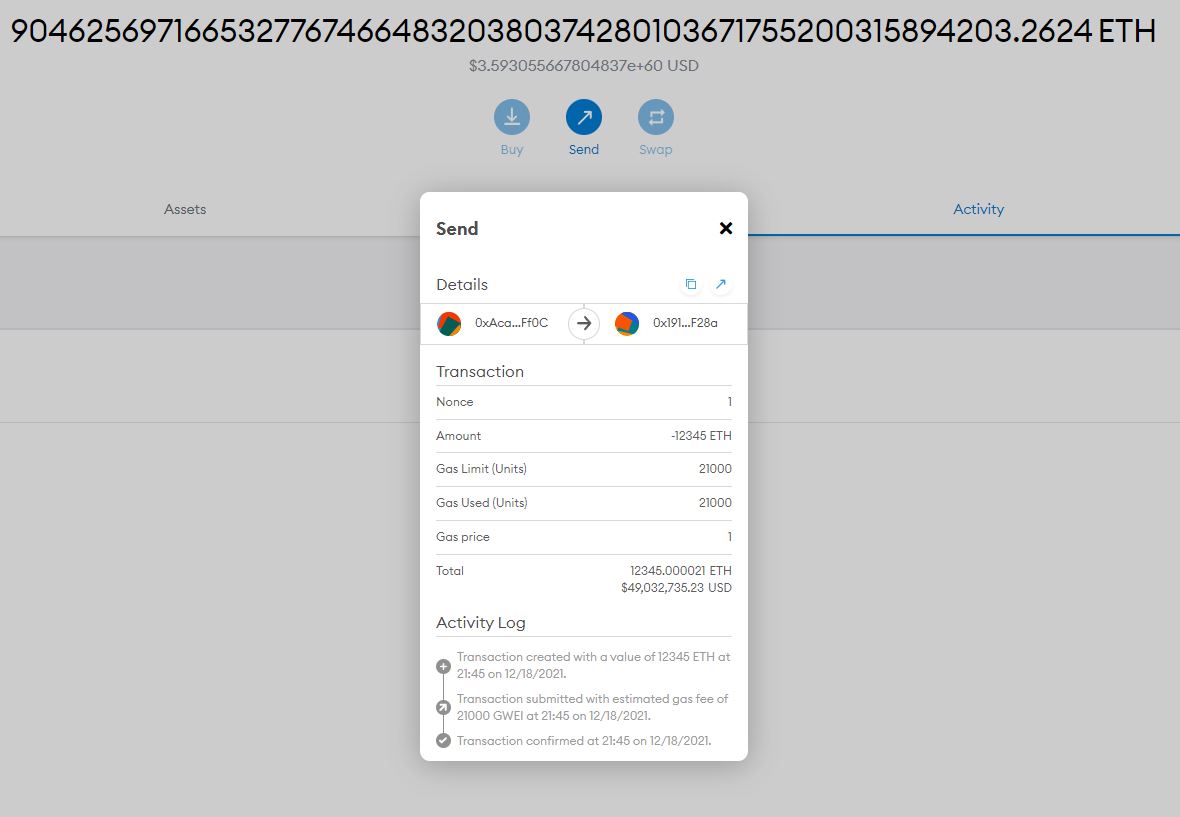 904625697166532776746648320380374280103671755200315894203.2624 ETH
$3.593055667804837e+60 USD
Buy
Send
Swap
Assets
Activity
Send
Details
0xAca...Ff0C
0x191...F28a
Transaction
Nonce 1
Amount -12345 ETH
Gas Limit (Units) 21000
Gas Used (Units) 21000
Gas price 1
Total 12345.000021 ETH
$49,032,735.23 USD
Activity Log
Transaction created with a value of 12345 ETH at
21:45 on 12/18/2021.
Transaction submitted with estimated gas fee of
21000 GWEI at 21:45 on 12/18/2021.
Transaction confirmed at 21:45 on 12/18/2021.